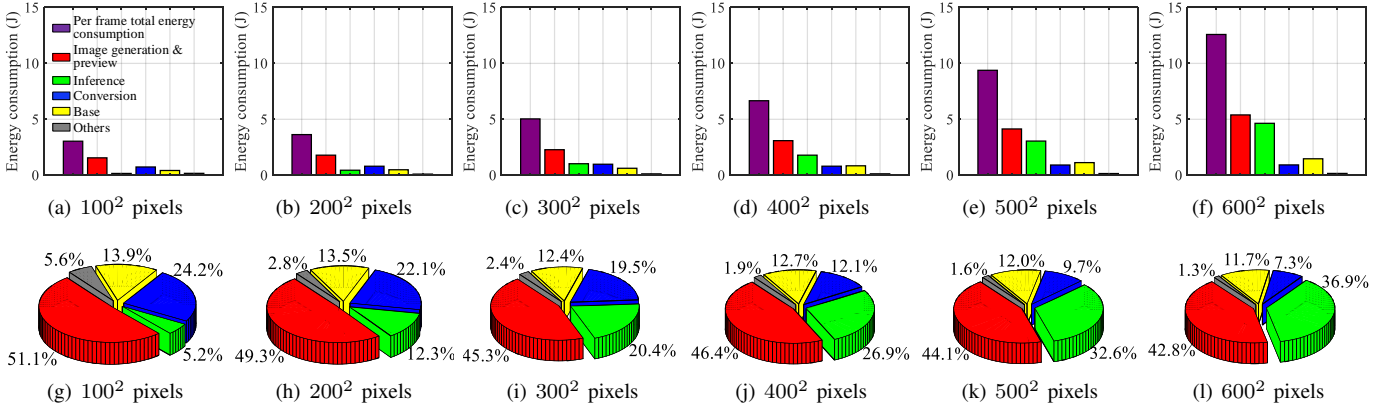 15
10
5
0
Energy consumption (J)
Per frame total energy
consumption
Image generation &
preview
Inference
Conversion
Base
Others
(a) 100² pixels
15
10
5
0
Energy consumption (J)
(b) 200² pixels
15
10
5
0
Energy consumption (J)
(c) 300² pixels
15
10
5
0
Energy consumption (J)
(d) 400² pixels
15
10
5
0
Energy consumption (J)
(e) 500² pixels
15
10
5
0
Energy consumption (J)
(f) 600² pixels
5.6%
13.9%
24.2%
51.1%
5.2%
(g) 100² pixels
2.8%
13.5%
22.1%
49.3%
12.3%
(h) 200² pixels
2.4%
12.4%
19.5%
45.3%
20.4%
(i) 300² pixels
1.9%
12.7%
12.1%
46.4%
26.9%
(j) 400² pixels
1.6%
12.0%
9.7%
44.1%
32.6%
(k) 500² pixels
1.3%
11.7%
7.3%
36.9%
42.8%
(l) 600² pixels